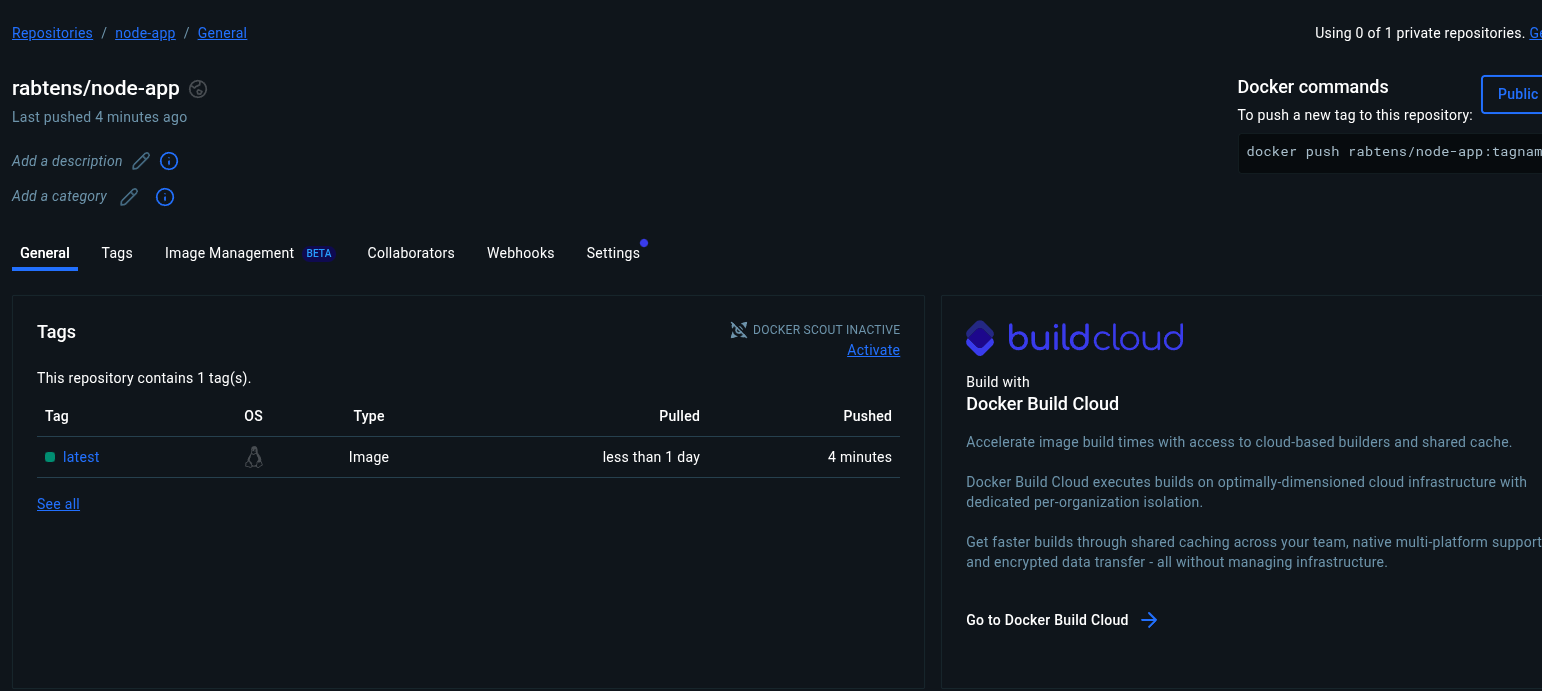 Repositories / node-app / General
Using 0 of 1 private repositories. Ge
rabtens/node-app
Last pushed 4 minutes ago
Add a description
Add a category
Docker commands
Public
To push a new tag to this repository:
docker push rabtens/node-app:tagnam
General Tags Image Management BETA Collaborators Webhooks Settings
Tags
DOCKER SCOUT INACTIVE
Activate
This repository contains 1 tag(s).
Tag OS Type Pulled Pushed
latest Image less than 1 day 4 minutes
See all
buildcloud
Build with
Docker Build Cloud
Accelerate image build times with access to cloud-based builders and shared cache.
Docker Build Cloud executes builds on optimally-dimensioned cloud infrastructure with
dedicated per-organization isolation.
Get faster builds through shared caching across your team, native multi-platform support
and encrypted data transfer - all without managing infrastructure.
Go to Docker Build Cloud